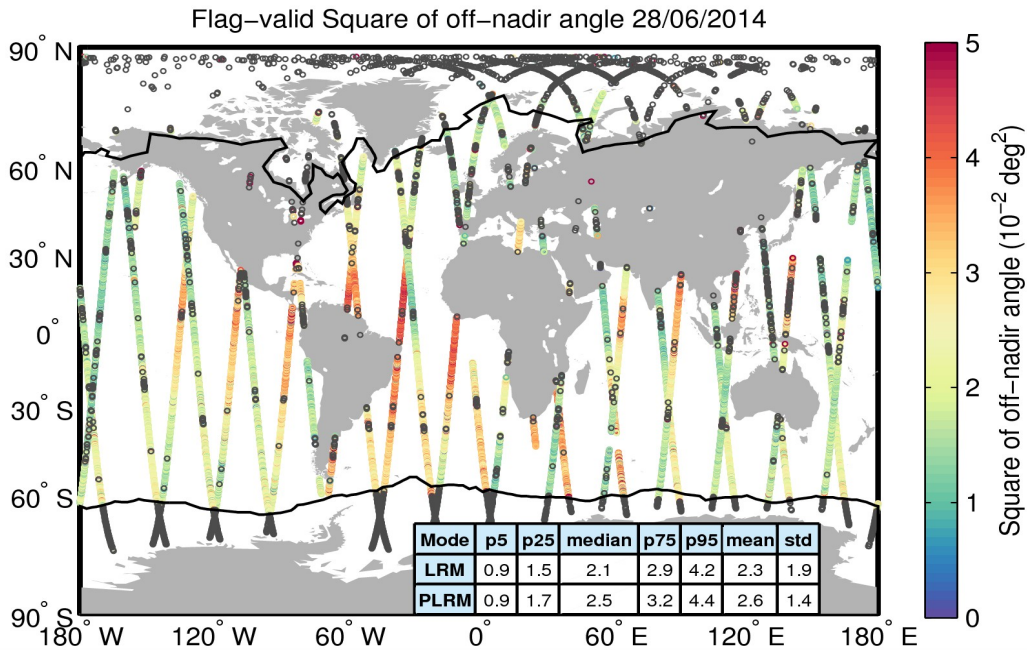 Flag−valid Square of off−nadir angle 28/06/2014
90° N
60° N
30° N
0°
30° S
60° S
90° S
180° W
120° W
60° W
0°
60° E
120° E
180° E
Mode p5 p25 median p75 p95 mean std
LRM 0.9 1.5 2.1 2.9 4.2 2.3 1.9
PLRM 0.9 1.7 2.5 3.2 4.4 2.6 1.4
5
4
3
2
1
0
Square of off−nadir angle (10⁻² deg²)